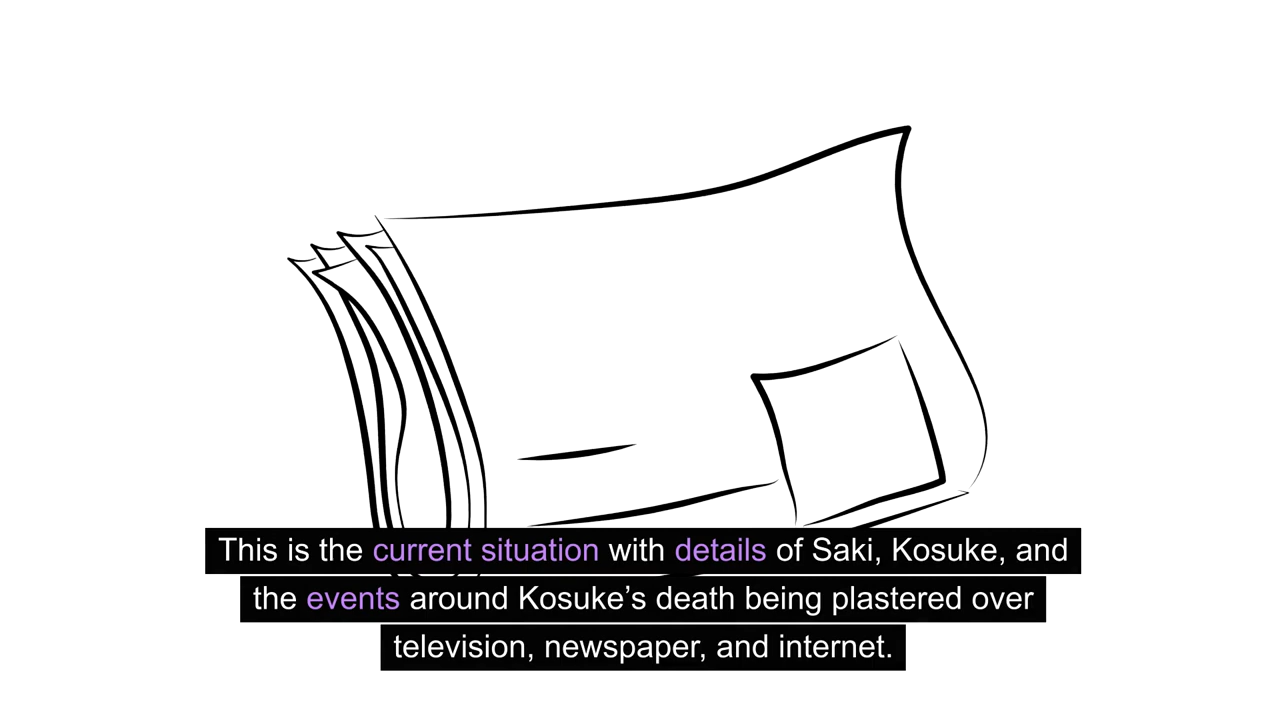 This is the current situation with details of Saki, Kosuke, and
the events around Kosuke’s death being plastered over
television, newspaper, and internet.